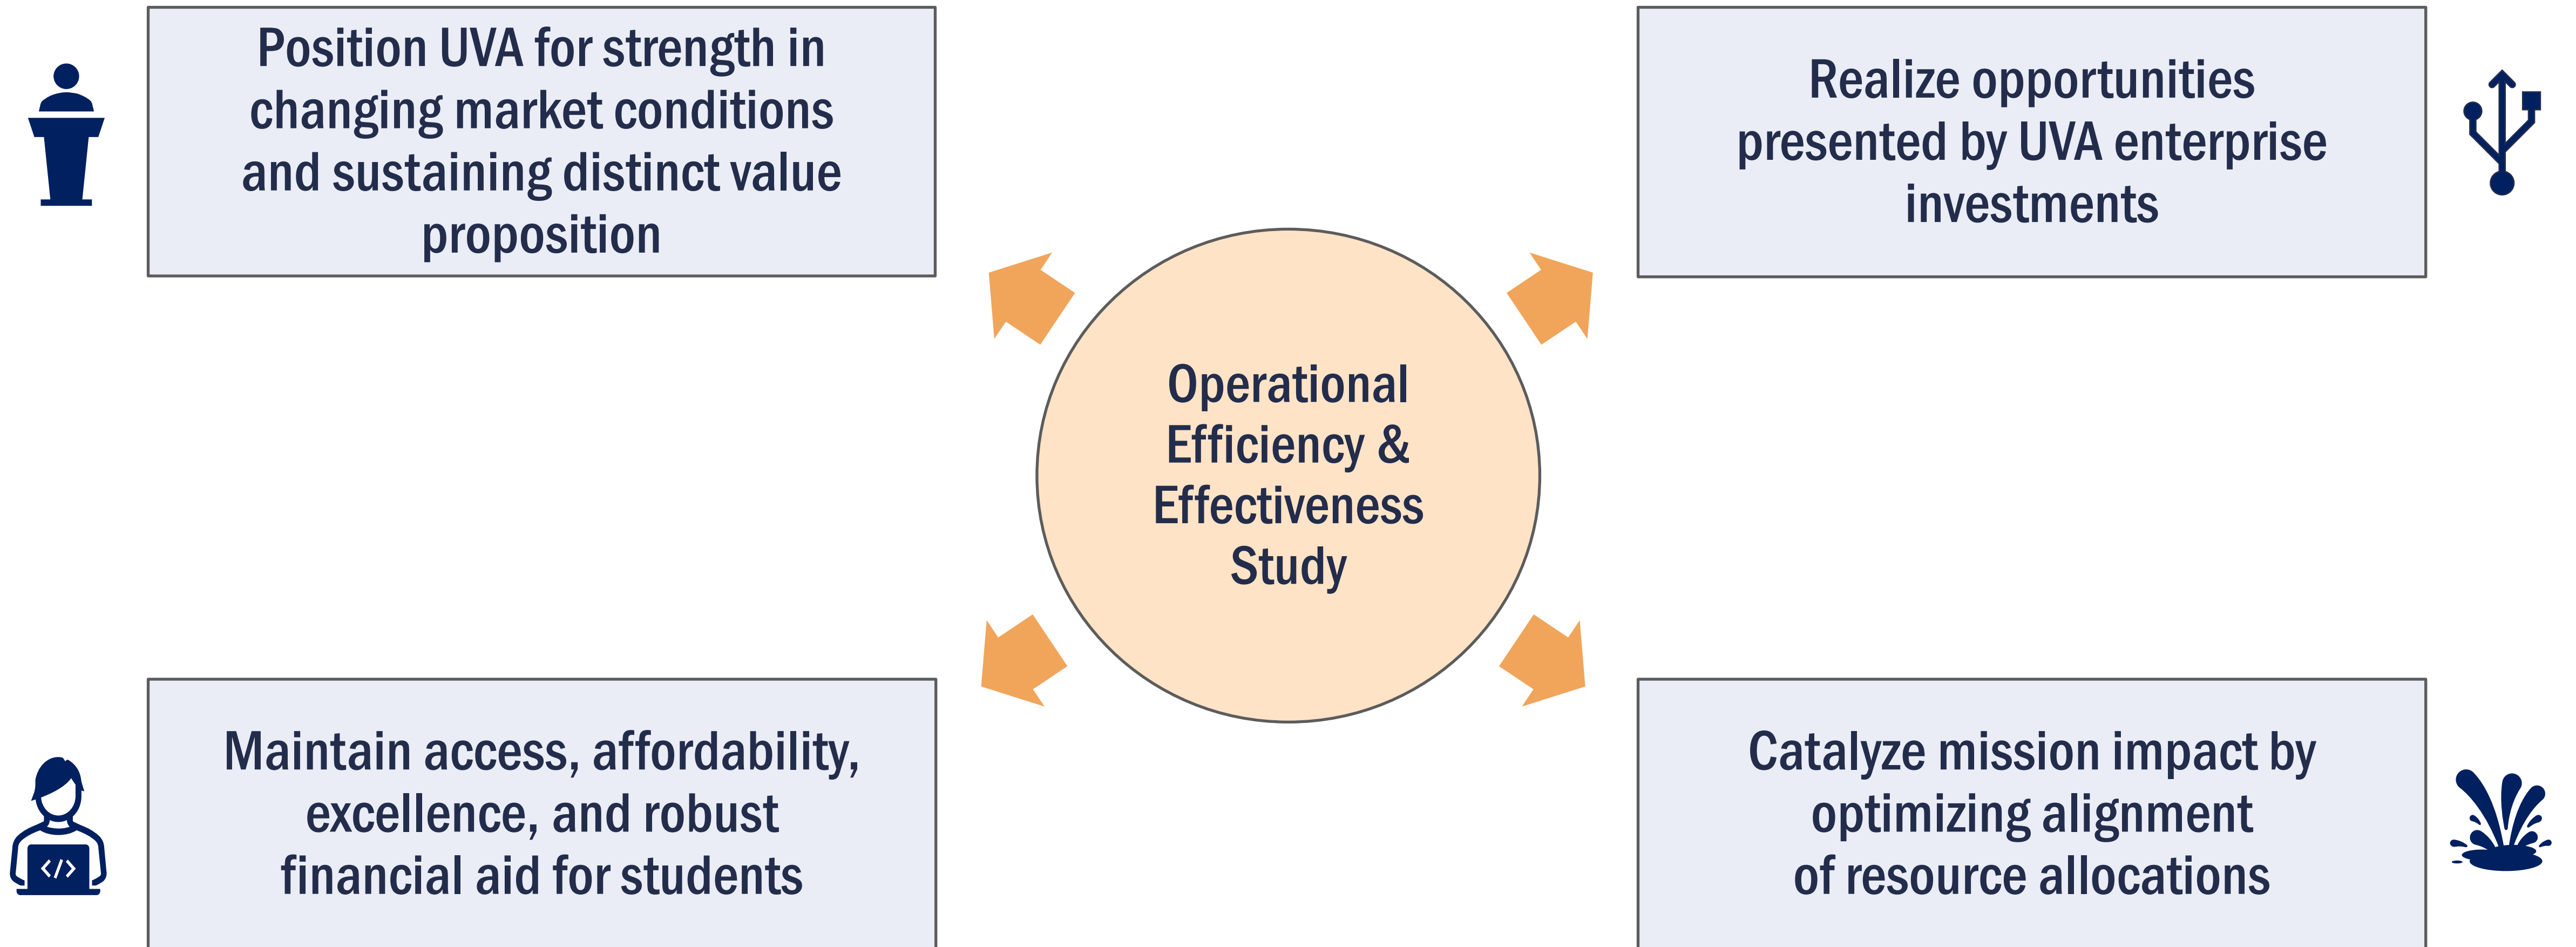 Position UVA for strength in
changing market conditions
and sustaining distinct value
proposition
Realize opportunities
presented by UVA enterprise
investments
Operational
Efficiency &
Effectiveness
Study
Maintain access, affordability,
excellence, and robust
financial aid for students
</>
Catalyze mission impact by
optimizing alignment
of resource allocations